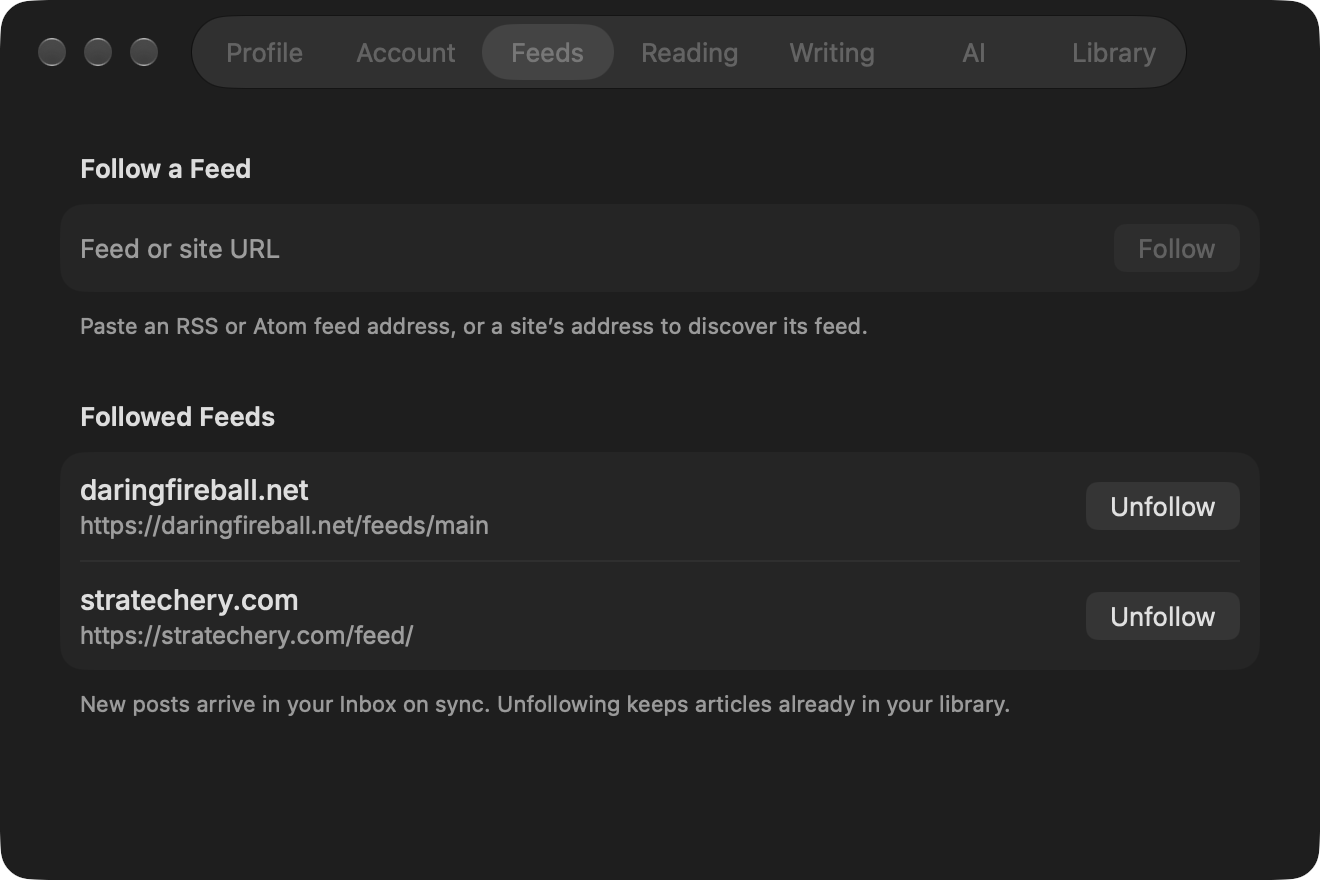 Profile Account Feeds Reading Writing AI Library
Follow a Feed
Feed or site URL Follow
Paste an RSS or Atom feed address, or a site’s address to discover its feed.
Followed Feeds
daringfireball.net
https://daringfireball.net/feeds/main
Unfollow
stratechery.com
https://stratechery.com/feed/
Unfollow
New posts arrive in your Inbox on sync. Unfollowing keeps articles already in your library.